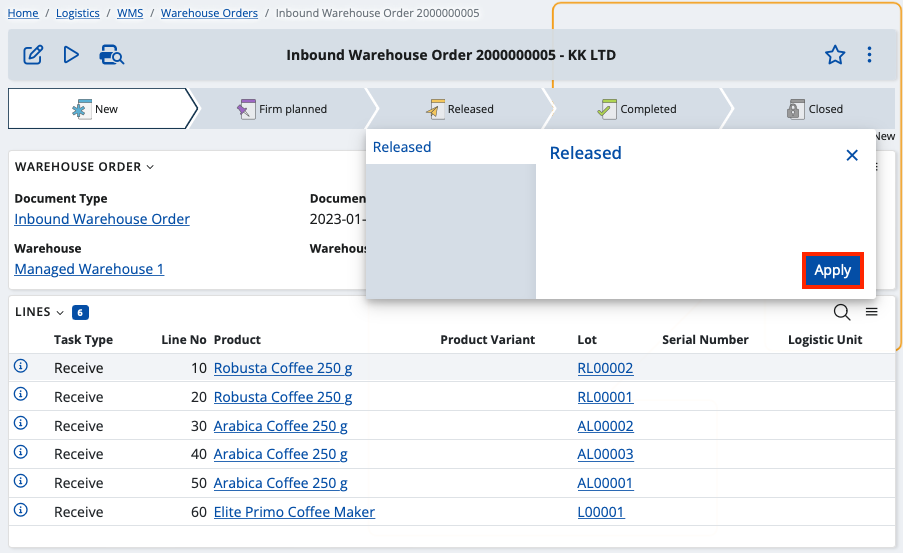 Home / Logistics / WMS / Warehouse Orders / Inbound Warehouse Order 2000000005
Inbound Warehouse Order 2000000005 - KK LTD
New
Firm planned
Released
Completed
Closed
New
Released
Released
Apply
WAREHOUSE ORDER
Document Type
Inbound Warehouse Order
Warehouse
Managed Warehouse 1
2023-01-
LINES 6
Task Type Line No Product Product Variant Lot Serial Number Logistic Unit
Receive 10 Robusta Coffee 250 g RL00002
Receive 20 Robusta Coffee 250 g RL00001
Receive 30 Arabica Coffee 250 g AL00002
Receive 40 Arabica Coffee 250 g AL00003
Receive 50 Arabica Coffee 250 g AL00001
Receive 60 Elite Primo Coffee Maker L00001